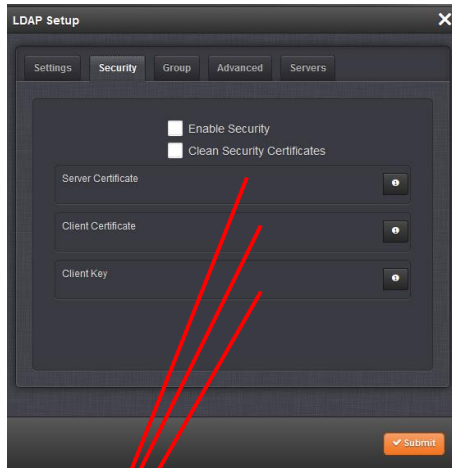 LDAP Setup
Settings Security Group Advanced Servers
Enable Security
Clean Security Certificates
Server Certificate
Client Certificate
Client Key
Submit